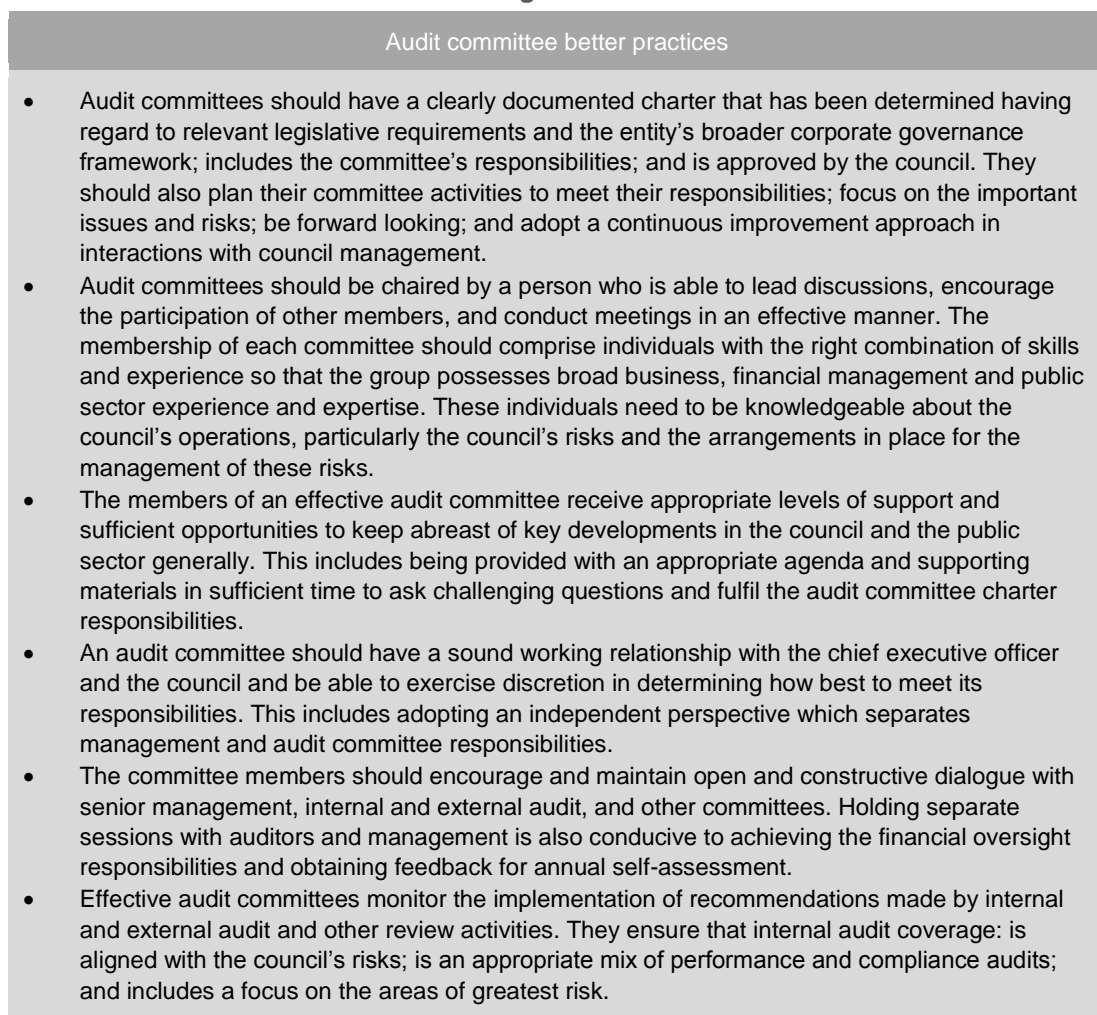 Audit committee better practices
• Audit committees should have a clearly documented charter that has been determined having
regard to relevant legislative requirements and the entity’s broader corporate governance
framework; includes the committee’s responsibilities; and is approved by the council. They
should also plan their committee activities to meet their responsibilities; focus on the important
issues and risks; be forward looking; and adopt a continuous improvement approach in
interactions with council management.
• Audit committees should be chaired by a person who is able to lead discussions, encourage
the participation of other members, and conduct meetings in an effective manner. The
membership of each committee should comprise individuals with the right combination of skills
and experience so that the group possesses broad business, financial management and public
sector experience and expertise. These individuals need to be knowledgeable about the
council’s operations, particularly the council’s risks and the arrangements in place for the
management of these risks.
• The members of an effective audit committee receive appropriate levels of support and
sufficient opportunities to keep abreast of key developments in the council and the public
sector generally. This includes being provided with an appropriate agenda and supporting
materials in sufficient time to ask challenging questions and fulfil the audit committee charter
responsibilities.
• An audit committee should have a sound working relationship with the chief executive officer
and the council and be able to exercise discretion in determining how best to meet its
responsibilities. This includes adopting an independent perspective which separates
management and audit committee responsibilities.
• The committee members should encourage and maintain open and constructive dialogue with
senior management, internal and external audit, and other committees. Holding separate
sessions with auditors and management is also conducive to achieving the financial oversight
responsibilities and obtaining feedback for annual self-assessment.
• Effective audit committees monitor the implementation of recommendations made by internal
and external audit and other review activities. They ensure that internal audit coverage: is
aligned with the council’s risks; is an appropriate mix of performance and compliance audits;
and includes a focus on the areas of greatest risk.